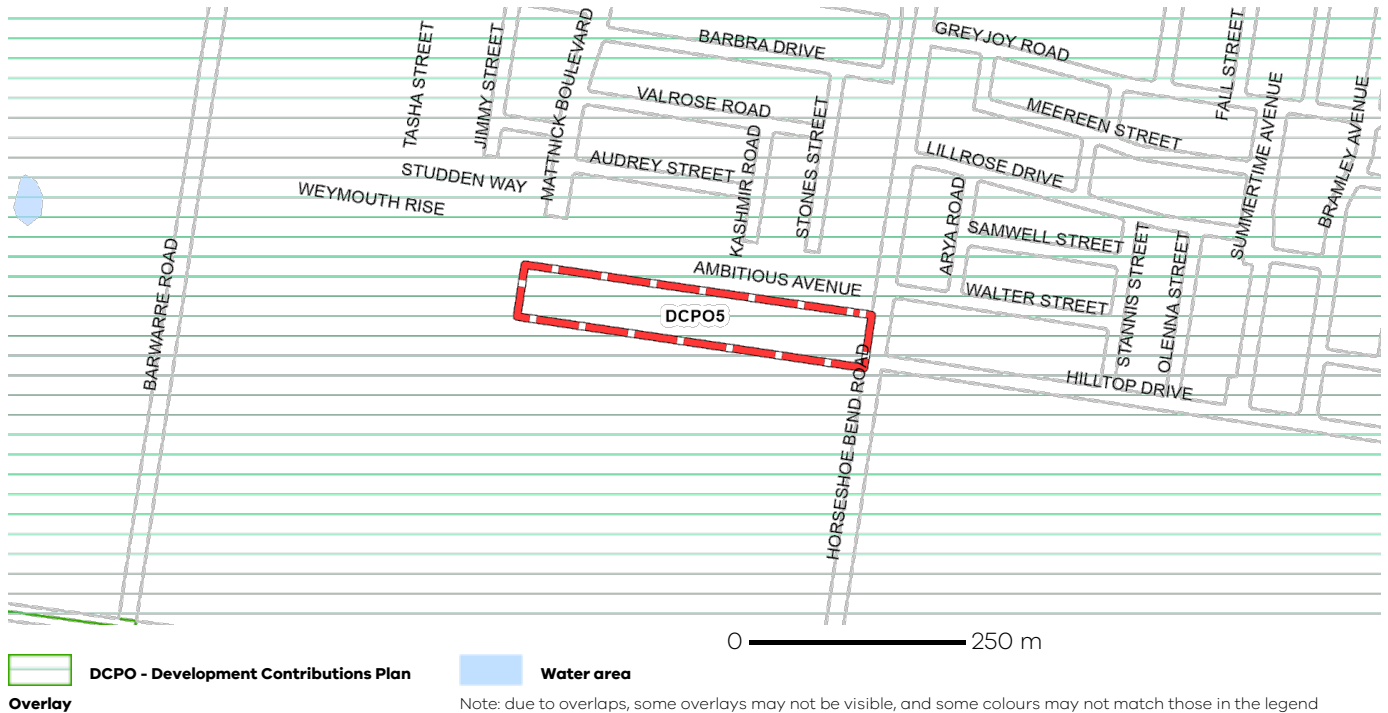 BARBRA DRIVE
GREYJOY ROAD
FALL STREET
TASHA STREET
JIMMY STREET
MATTNICK BOULEVARD
VALROSE ROAD
MEEREEN STREET
SUMMERTIME AVENUE
BRAMLEY AVENUE
STUDDEN WAY
WEYMOUTH RISE
AUDREY STREET
KASHMIR ROAD
STONES STREET
LILLROSE DRIVE
ARYA ROAD
SAMWELL STREET
STANNIS STREET
OLENNA STREET
BARWARRE ROAD
AMBITIOUS AVENUE
WALTER STREET
DCPO5
HILLTOP DRIVE
HORSESHOE BEND ROAD
0 250 m
DCPO - Development Contributions Plan
Overlay
Water area
Note: due to overlaps, some overlays may not be visible, and some colours may not match those in the legend